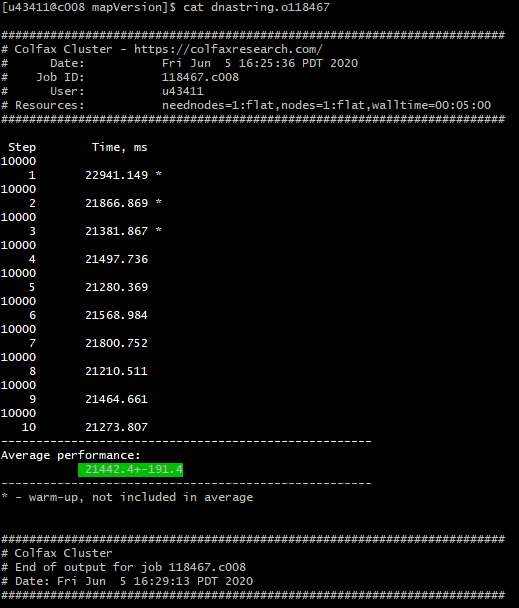 [u43411@c008 mapVersion]$ cat dnastring.o118467
########################################################################
# Colfax Cluster - https://colfaxresearch.com/
#      Date:           Fri Jun  5 16:25:36 PDT 2020
#    Job ID:           118467.c008
#      User:           u43411
# Resources:           neednodes=1:flat,nodes=1:flat,walltime=00:05:00
########################################################################
 Step        Time, ms
10000
    1       22941.149 *
10000
    2       21866.869 *
10000
    3       21381.867 *
10000
    4       21497.736
10000
    5       21280.369
10000
    6       21568.984
10000
    7       21800.752
10000
    8       21210.511
10000
    9       21464.661
10000
   10       21273.807
-----------------------------------------------------
Average performance:
            21442.4+-191.4
-----------------------------------------------------
* - warm-up, not included in average
########################################################################
# Colfax Cluster
# End of output for job 118467.c008
# Date: Fri Jun  5 16:29:13 PDT 2020
########################################################################